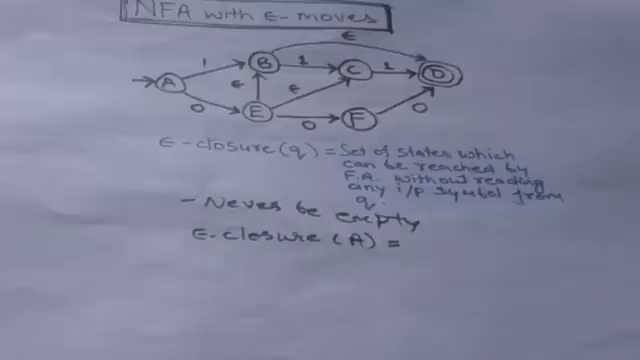 NFA with ε-moves
ε
A
1
B
1
C
1
D
ε
ε
0
E
0
F
0
ε-closure(q) = Set of states which
can be reached by
F.A. without reading
any i/p symbol from
q.
- Never be empty
ε-closure(A) =